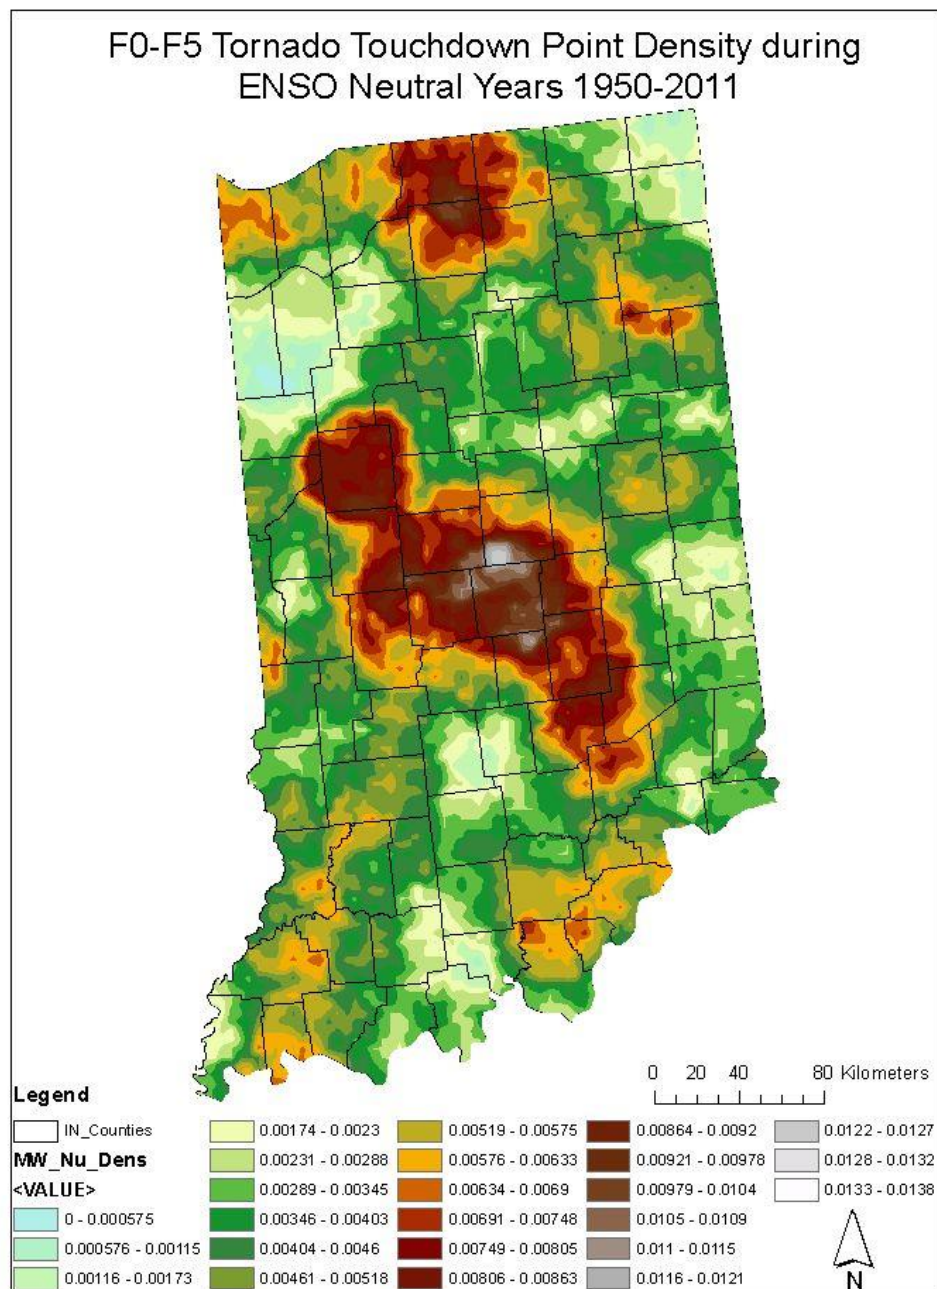 F0-F5 Tornado Touchdown Point Density during
ENSO Neutral Years 1950-2011
0 20 40 80 Kilometers
Legend
IN_Counties
MW_Nu_Dens
<VALUE>
0 - 0.000575
0.000576 - 0.00115
0.00116 - 0.00173
0.00174 - 0.0023
0.00231 - 0.00288
0.00289 - 0.00345
0.00346 - 0.00403
0.00404 - 0.0046
0.00461 - 0.00518
0.00519 - 0.00575
0.00576 - 0.00633
0.00634 - 0.0069
0.00691 - 0.00748
0.00749 - 0.00805
0.00806 - 0.00863
0.00864 - 0.0092
0.00921 - 0.00978
0.00979 - 0.0104
0.0105 - 0.0109
0.011 - 0.0115
0.0116 - 0.0121
0.0122 - 0.0127
0.0128 - 0.0132
0.0133 - 0.0138
N